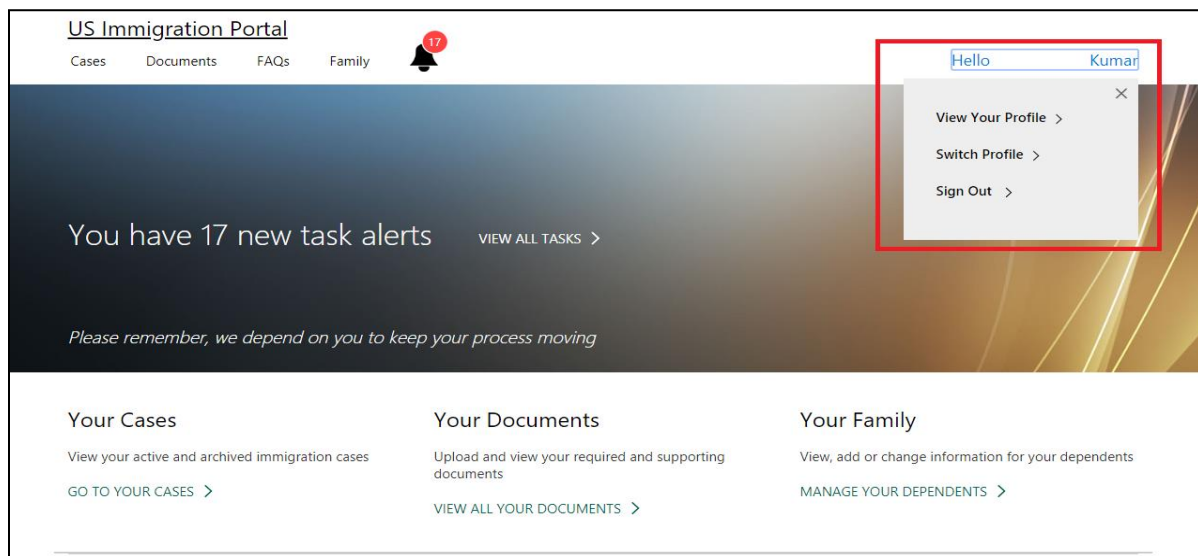 US Immigration Portal
Cases Documents FAQs Family 17
Hello Kumar
View Your Profile >
Switch Profile >
Sign Out >
You have 17 new task alerts VIEW ALL TASKS >
Please remember, we depend on you to keep your process moving
Your Cases
View your active and archived immigration cases
GO TO YOUR CASES >
Your Documents
Upload and view your required and supporting
documents
VIEW ALL YOUR DOCUMENTS >
Your Family
View, add or change information for your dependents
MANAGE YOUR DEPENDENTS >